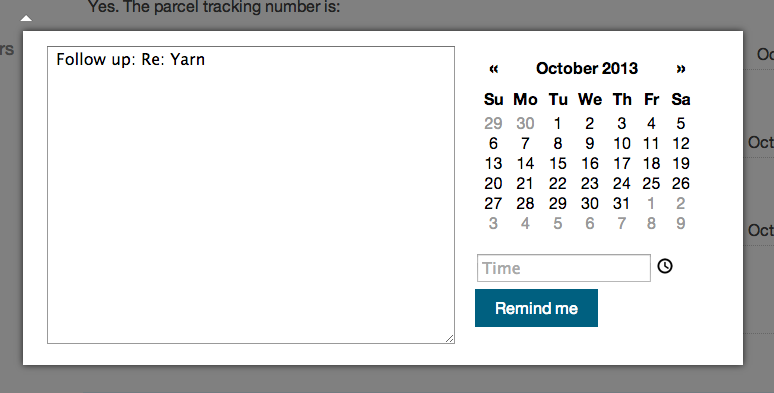 Yes. The parcel tracking number is:
rs
Follow up: Re: Yarn
« October 2013 »
Su Mo Tu We Th Fr Sa
29 30 1 2 3 4 5
6 7 8 9 10 11 12
13 14 15 16 17 18 19
20 21 22 23 24 25 26
27 28 29 30 31 1 2
3 4 5 6 7 8 9
Time
Remind me
Oc
Oct
Oct